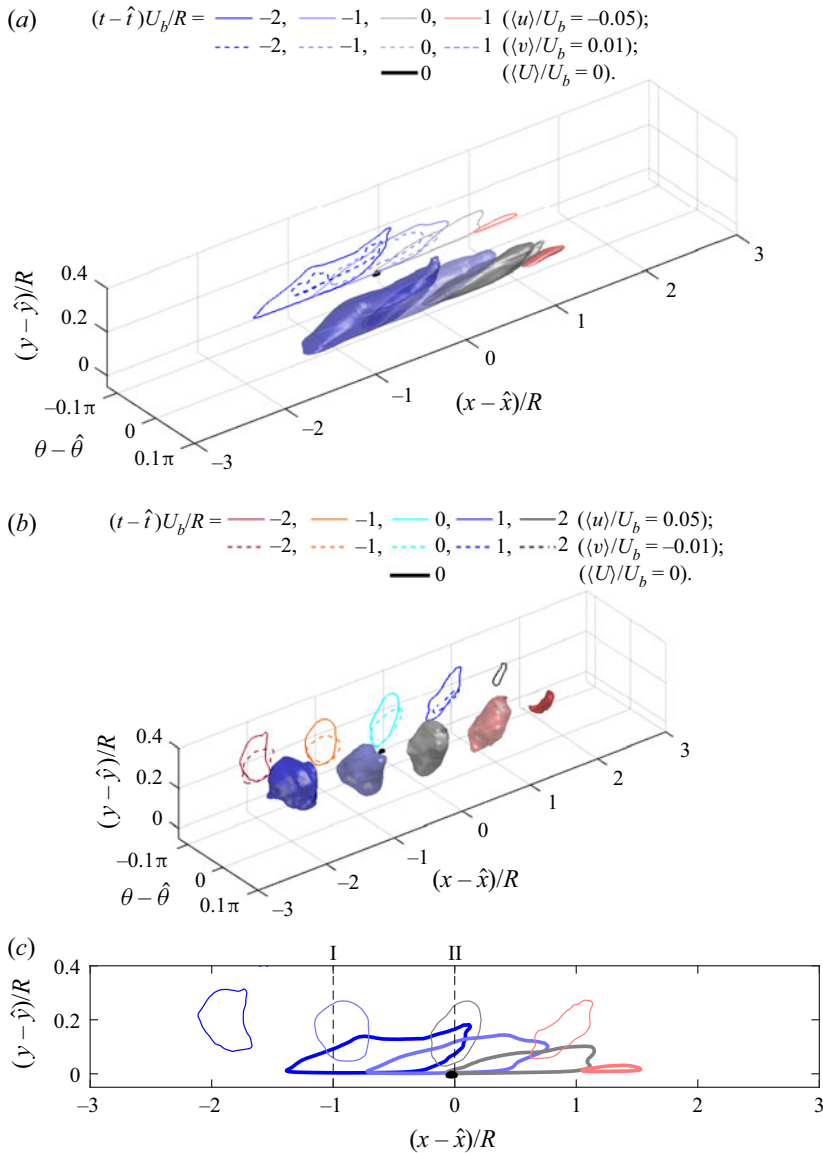 (a)
(t – t̂)U_b/R = –2, –1, 0, 1 (⟨u⟩/U_b = –0.05);
–2, –1, 0, 1 (⟨v⟩/U_b = 0.01);
0 (⟨U⟩/U_b = 0).
(y – ŷ)/R
0.4
0.2
0
–0.1π
0
0.1π
θ – θ̂
–3
–2
–1
0
1
2
3
(x – x̂)/R
(b)
(t – t̂)U_b/R = –2, –1, 0, 1, 2 (⟨u⟩/U_b = 0.05);
–2, –1, 0, 1, 2 (⟨v⟩/U_b = –0.01);
0 (⟨U⟩/U_b = 0).
(y – ŷ)/R
0.4
0.2
0
–0.1π
0
0.1π
θ – θ̂
–3
–2
–1
0
1
2
3
(x – x̂)/R
(c)
I II
(y – ŷ)/R
0.4
0.2
0
–3 –2 –1 0 1 2 3
(x – x̂)/R